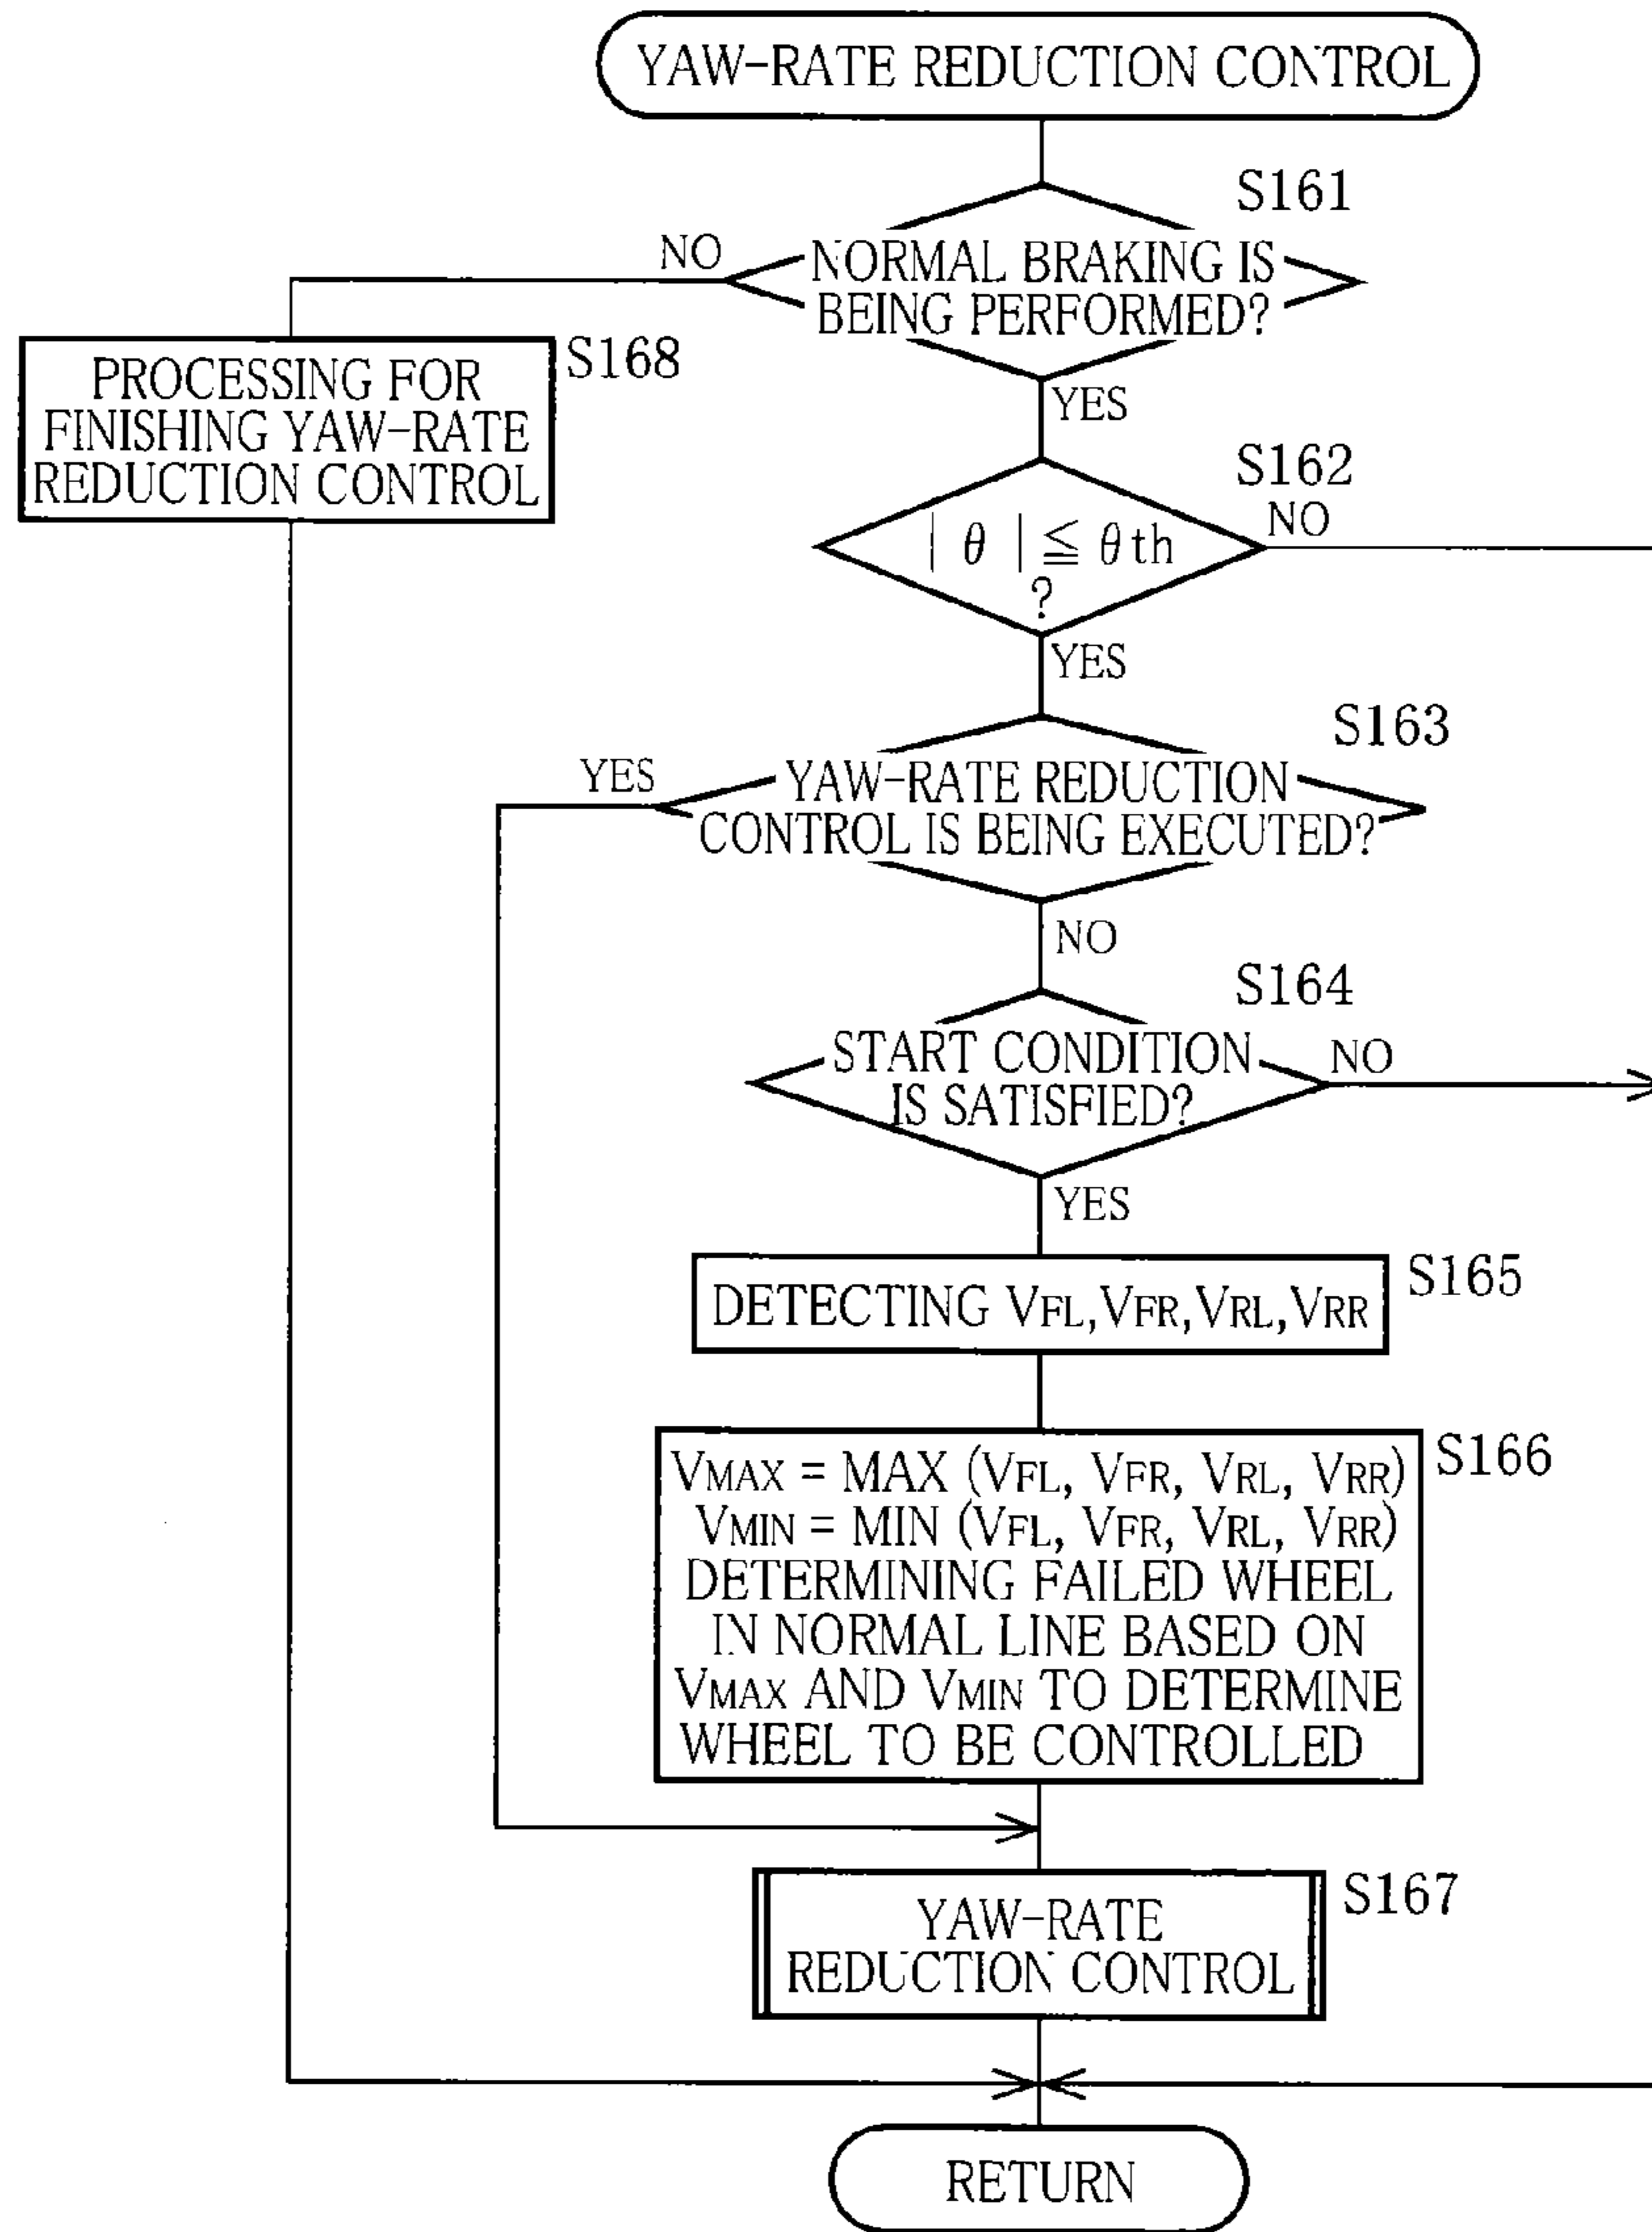 YAW-RATE REDUCTION CONTROL
S161
NO
NORMAL BRAKING IS
BEING PERFORMED?
S168
PROCESSING FOR
FINISHING YAW-RATE
REDUCTION CONTROL
YES
S162
NO
| θ | ≦ θth
?
YES
S163
YES
YAW-RATE REDUCTION
CONTROL IS BEING EXECUTED?
NO
S164
START CONDITION
IS SATISFIED?
NO
YES
S165
DETECTING VFL,VFR,VRL,VRR
S166
VMAX = MAX (VFL, VFR, VRL, VRR)
VMIN = MIN (VFL, VFR, VRL, VRR)
DETERMINING FAILED WHEEL
IN NORMAL LINE BASED ON
VMAX AND VMIN TO DETERMINE
WHEEL TO BE CONTROLLED
S167
YAW-RATE
REDUCTION CONTROL
RETURN